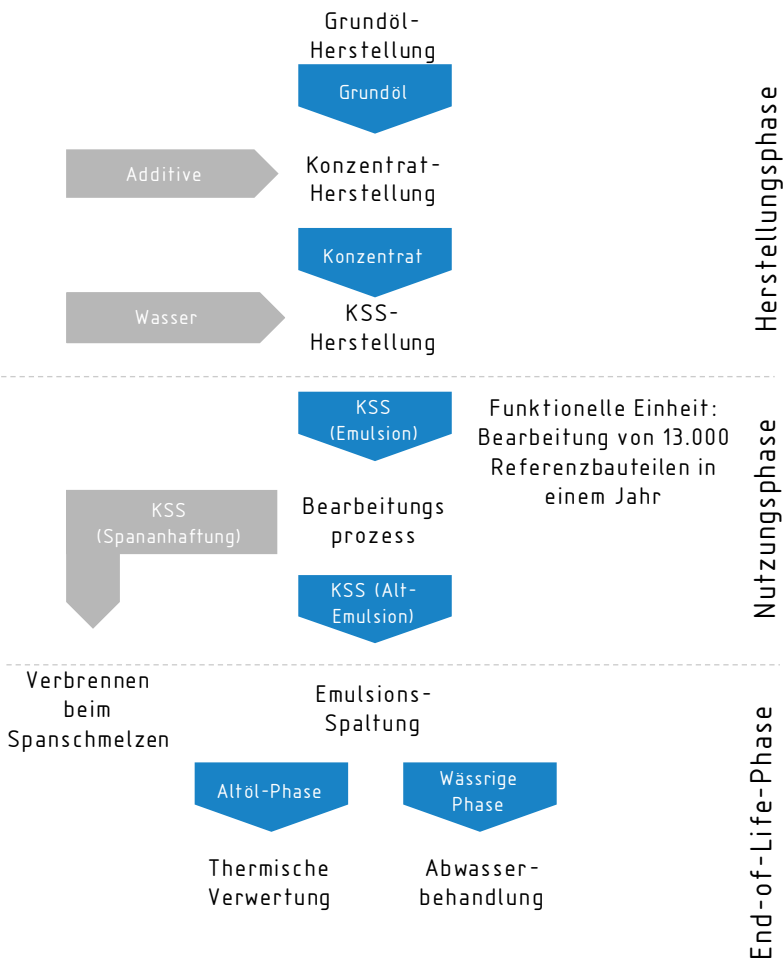 Grundöl-
Herstellung
Grundöl
Additive
Konzentrat-
Herstellung
Konzentrat
Wasser
KSS-
Herstellung
Herstellungsphase
KSS
(Emulsion)
Funktionelle Einheit:
Bearbeitung von 13.000
Referenzbauteilen in
einem Jahr
KSS
(Spananhaftung)
Bearbeitungs
prozess
KSS (Alt-
Emulsion)
Nutzungsphase
Verbrennen
beim
Spanschmelzen
Emulsions-
Spaltung
Altöl-Phase
Wässrige
Phase
Thermische
Verwertung
Abwasser-
behandlung
End-of-Life-Phase